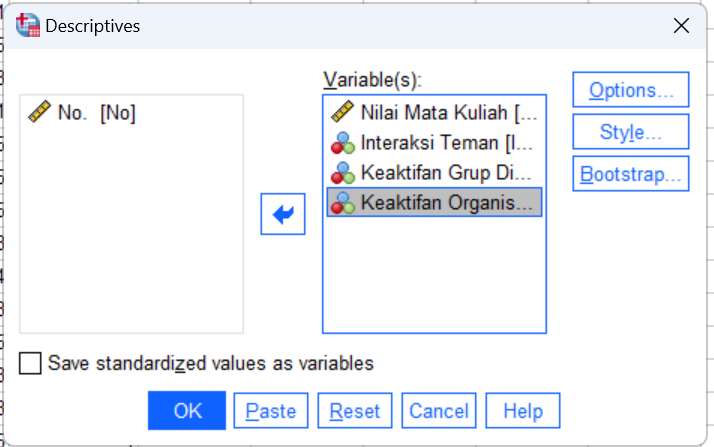 Descriptives
Variable(s):
No. [No]
Nilai Mata Kuliah [...
Interaksi Teman [I...
Keaktifan Grup Di...
Keaktifan Organis...
Options...
Style...
Bootstrap...
Save standardized values as variables
OK
Paste
Reset
Cancel
Help